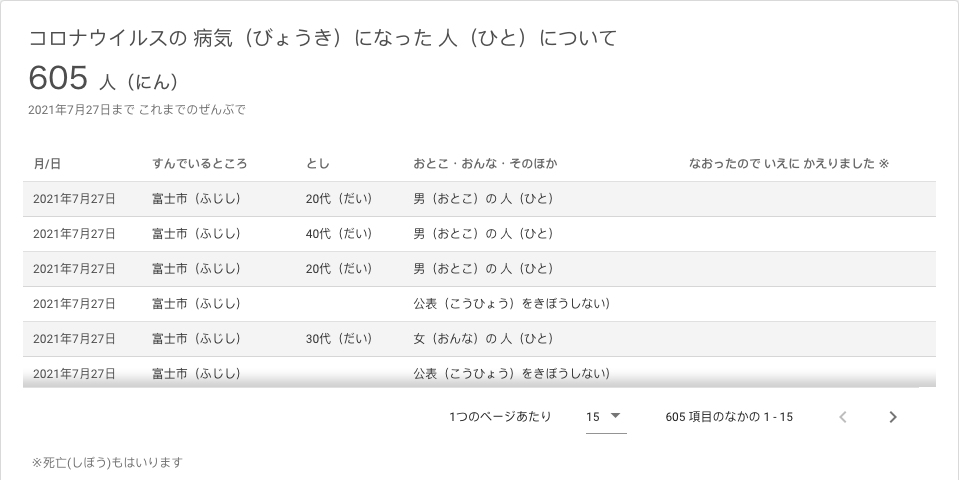 コロナウイルスの 病気（びょうき）になった 人（ひと）について
605 人（にん）
2021年7月27日まで これまでのぜんぶで
月/日 すんでいるところ とし おとこ・おんな・そのほか なおったので いえに かえりました ※
2021年7月27日 富士市（ふじし） 20代（だい） 男（おとこ）の 人（ひと）
2021年7月27日 富士市（ふじし） 40代（だい） 男（おとこ）の 人（ひと）
2021年7月27日 富士市（ふじし） 20代（だい） 男（おとこ）の 人（ひと）
2021年7月27日 富士市（ふじし） 公表（こうひょう）をきぼうしない）
2021年7月27日 富士市（ふじし） 30代（だい） 女（おんな）の 人（ひと）
2021年7月27日 富士市（ふじし） 公表（こうひょう）をきぼうしない）
1つのページあたり 15 605 項目のなかの 1 - 15
※死亡(しぼう)もはいります